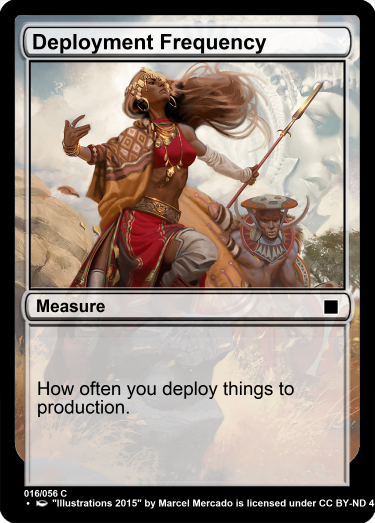 Deployment Frequency
Measure
How often you deploy things to
production.
016/056 C
• "Illustrations 2015" by Marcel Mercado is licensed under CC BY-ND 4